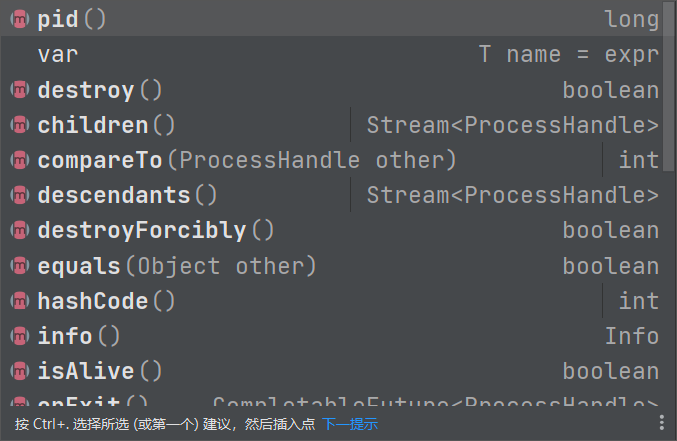 pid() long
var T name = expr
destroy() boolean
children() Stream<ProcessHandle>
compareTo(ProcessHandle other) int
descendants() Stream<ProcessHandle>
destroyForcibly() boolean
equals(Object other) boolean
hashCode() int
info() Info
isAlive() boolean
onExit() CompletableFuture<ProcessHandle>
按 Ctrl+. 选择所选 (或第一个) 建议，然后插入点 下一提示